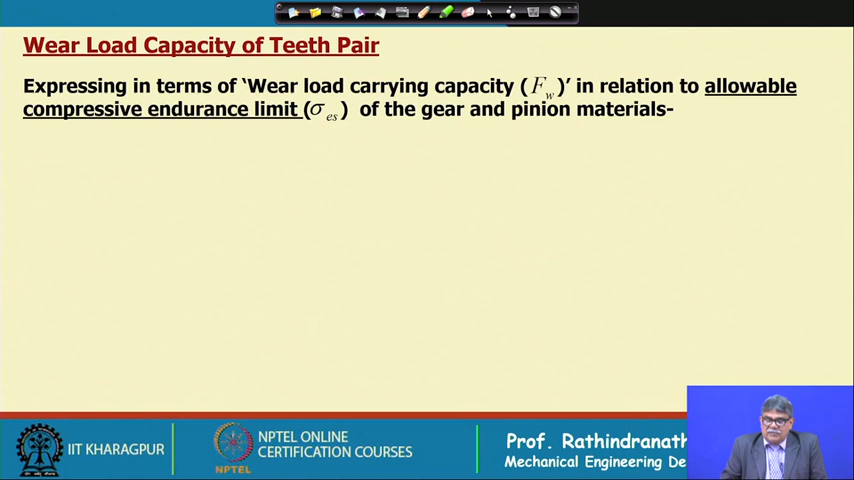 Wear Load Capacity of Teeth Pair
Expressing in terms of ‘Wear load carrying capacity (F_w)’ in relation to allowable
compressive endurance limit (σ_es) of the gear and pinion materials-
IIT KHARAGPUR
NPTEL
NPTEL ONLINE
CERTIFICATION COURSES
Prof. Rathindranath
Mechanical Engineering De